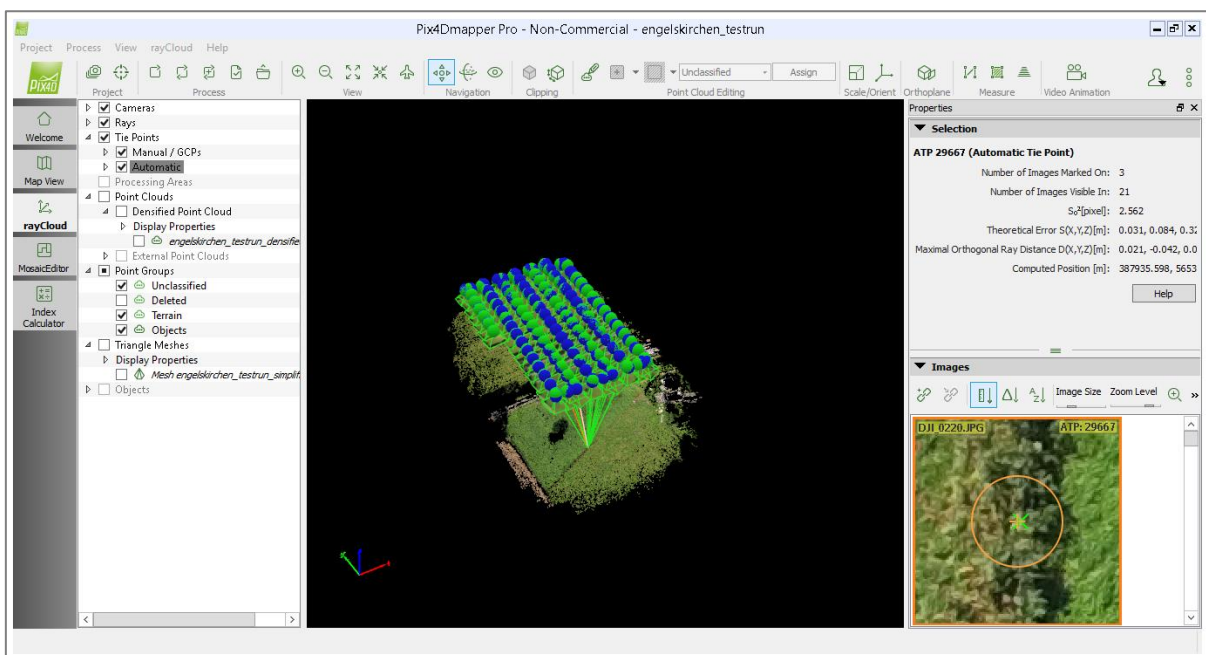 Pix4Dmapper Pro - Non-Commercial - engelskirchen_testrun
Project Process View rayCloud Help
PIX4D
Unclassified Assign
Project Process View Navigation Clipping Point Cloud Editing Scale/Orient Orthoplane Measure Video Animation
Welcome
Map View
rayCloud
MosaicEditor
Index
Calculator
Cameras
Rays
Tie Points
Manual / GCPs
Automatic
Processing Areas
Point Clouds
Densified Point Cloud
Display Properties
engelskirchen_testrun_densifie
External Point Clouds
Point Groups
Unclassified
Deleted
Terrain
Objects
Triangle Meshes
Display Properties
Mesh engelskirchen_testrun_simplifi
Objects
Properties
Selection
ATP 29667 (Automatic Tie Point)
Number of Images Marked On: 3
Number of Images Visible In: 21
S₀²[pixel]: 2.562
Theoretical Error S(X,Y,Z)[m]: 0.031, 0.084, 0.32
Maximal Orthogonal Ray Distance D(X,Y,Z)[m]: 0.021, -0.042, 0.0
Computed Position [m]: 387935.598, 5653
Help
Images
Image Size Zoom Level »
DJI_0220.JPG ATP: 29667